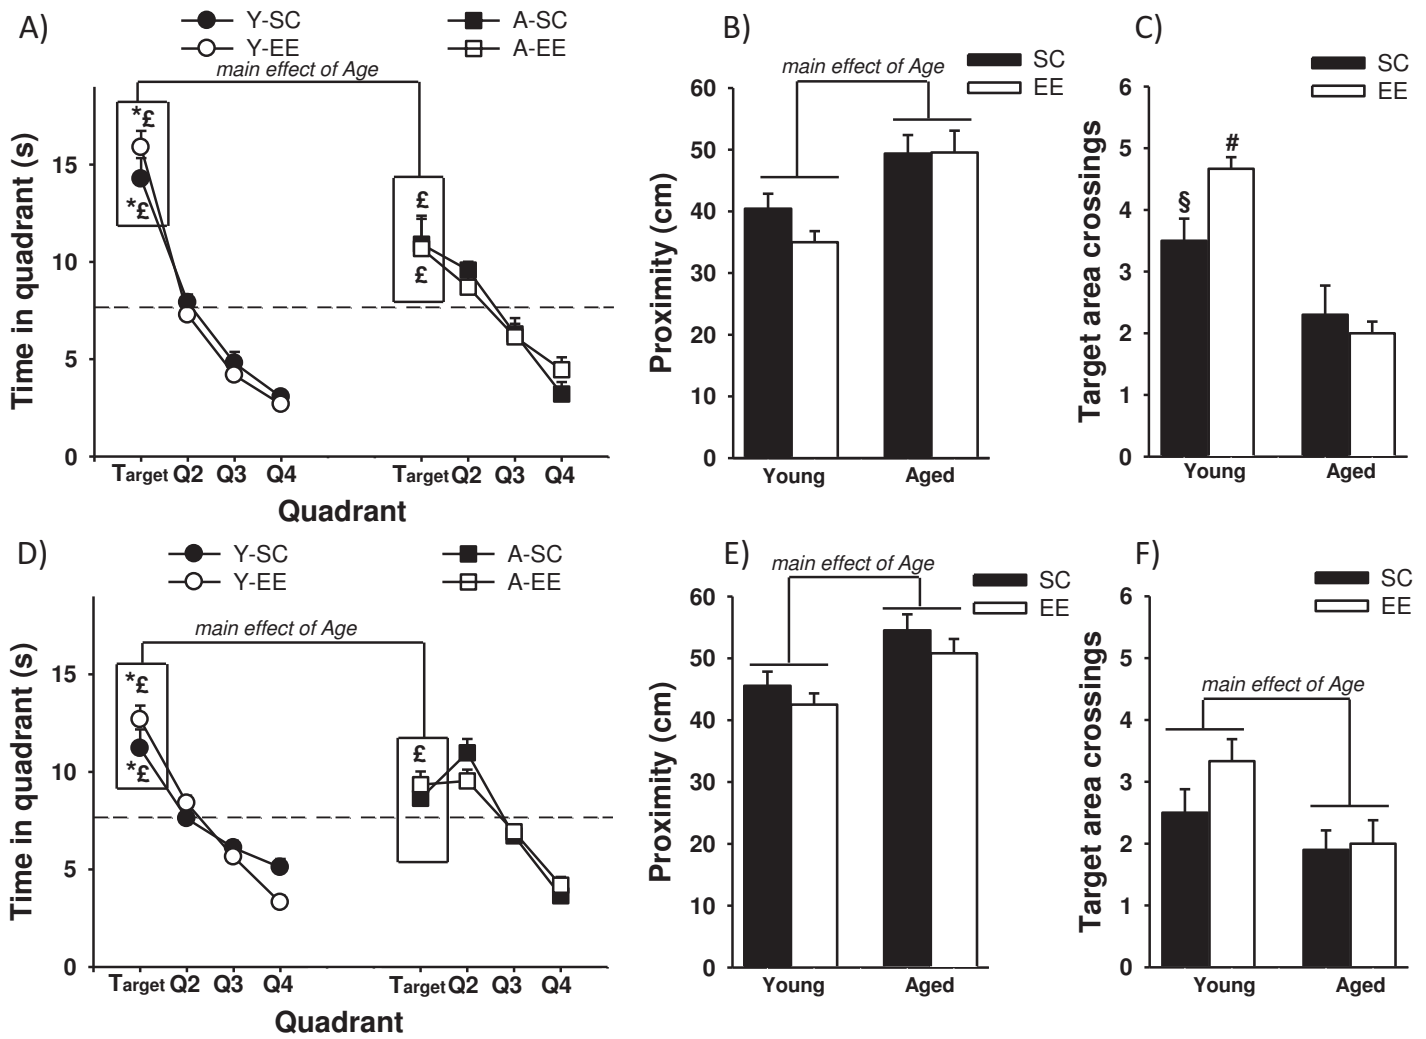 A)
Y-SC
A-SC
Y-EE
A-EE
main effect of Age
*£
*£
£
£
Time in quadrant (s)
15
10
5
0
Target Q2 Q3 Q4
Target Q2 Q3 Q4
Quadrant
B)
SC
EE
main effect of Age
Proximity (cm)
60
50
40
30
20
10
0
Young
Aged
C)
SC
EE
Target area crossings
6
5
4
3
2
1
0
§
#
Young
Aged
D)
Y-SC
A-SC
Y-EE
A-EE
main effect of Age
*£
*£
£
Time in quadrant (s)
15
10
5
0
Target Q2 Q3 Q4
Target Q2 Q3 Q4
Quadrant
E)
main effect of Age
SC
EE
Proximity (cm)
60
50
40
30
20
10
0
Young
Aged
F)
SC
EE
main effect of Age
Target area crossings
6
5
4
3
2
1
0
Young
Aged